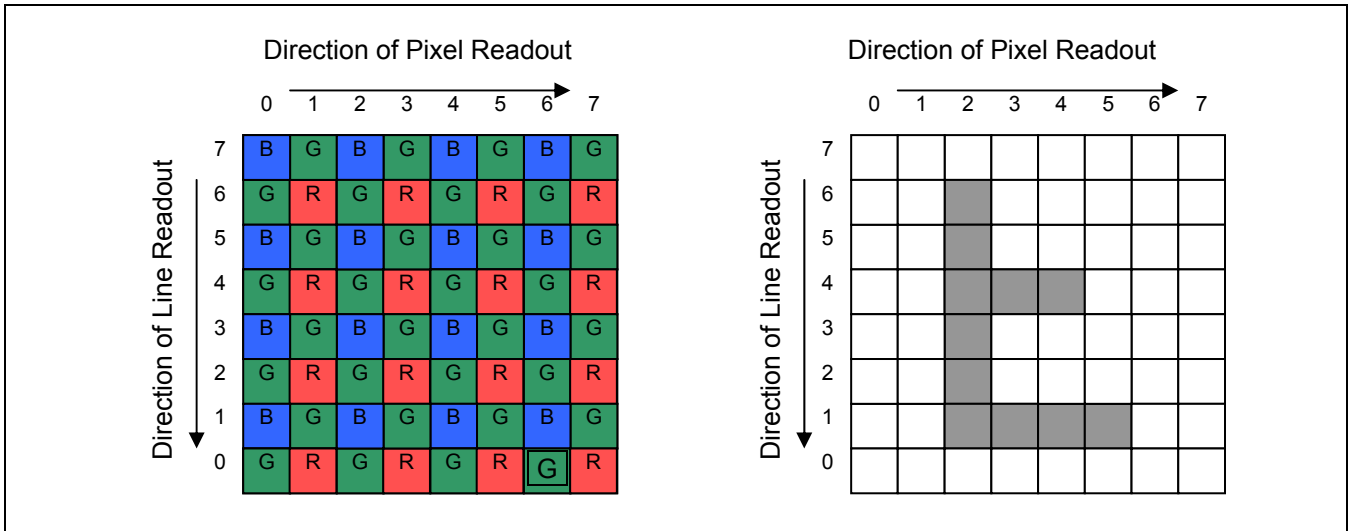 Direction of Pixel Readout
0 1 2 3 4 5 6 7
Direction of Line Readout
7 B G B G B G B G
6 G R G R G R G R
5 B G B G B G B G
4 G R G R G R G R
3 B G B G B G B G
2 G R G R G R G R
1 B G B G B G B G
0 G R G R G R G R
Direction of Pixel Readout
0 1 2 3 4 5 6 7
Direction of Line Readout
7
6
5
4
3
2
1
0